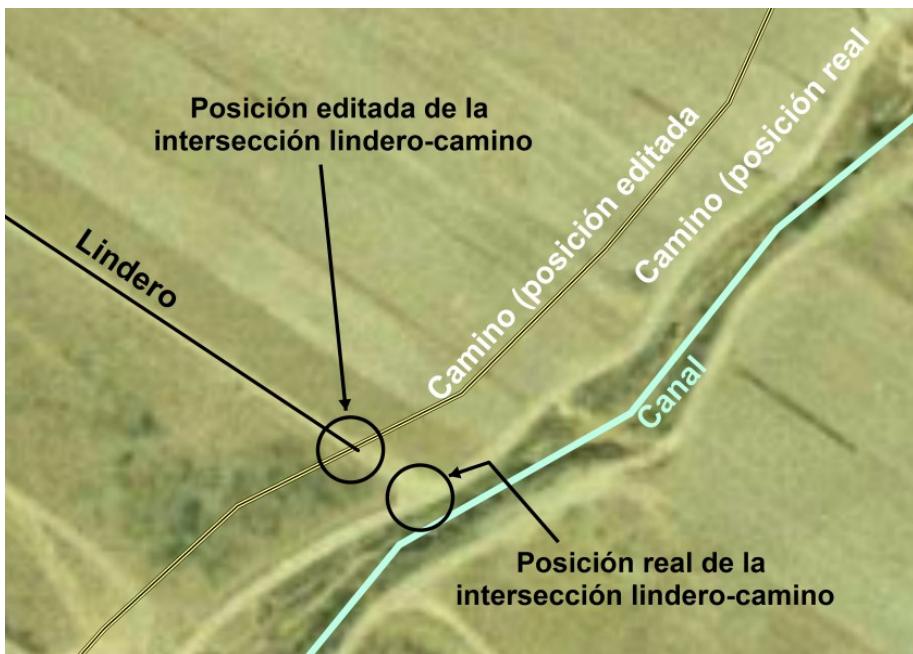 Posición editada de la
intersección lindero-camino
Lindero
Camino (posición editada
Camino (posición real
Canal
Posición real de la
intersección lindero-camino